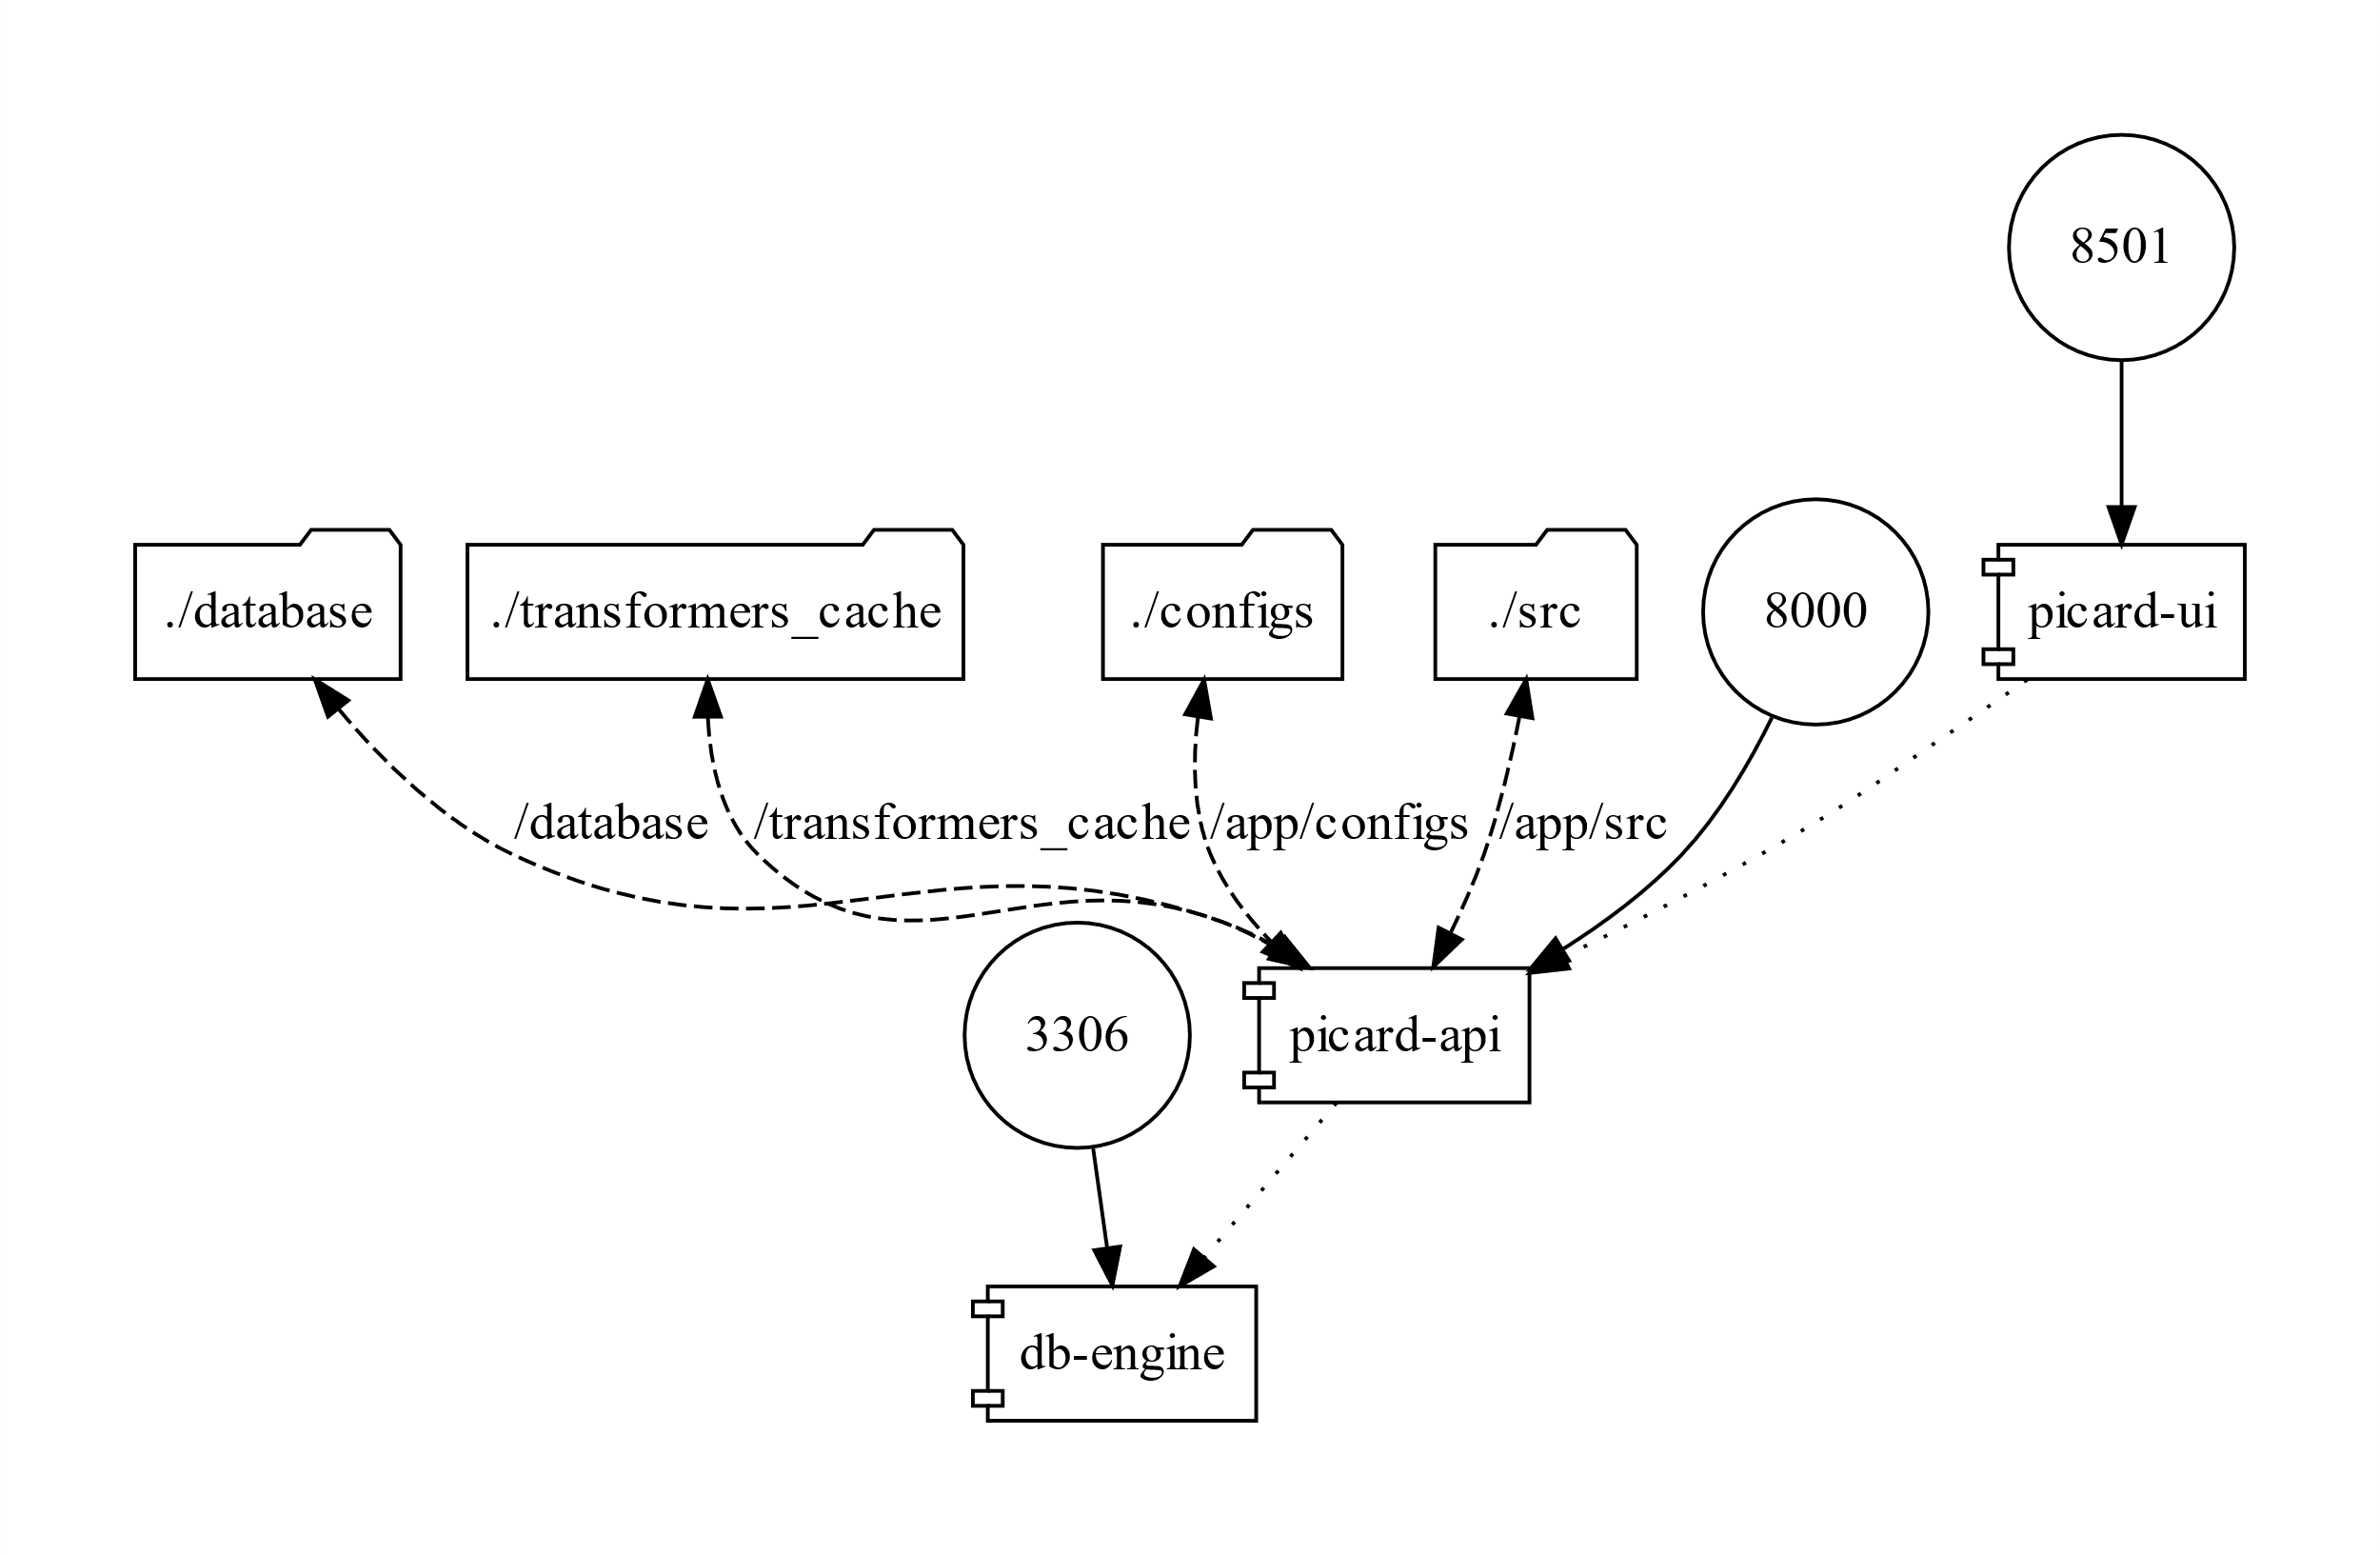 8501
./database
./transformers_cache
./configs
./src
8000
picard-ui
/database
/transformers_cache
/app/configs
/app/src
3306
picard-api
db-engine